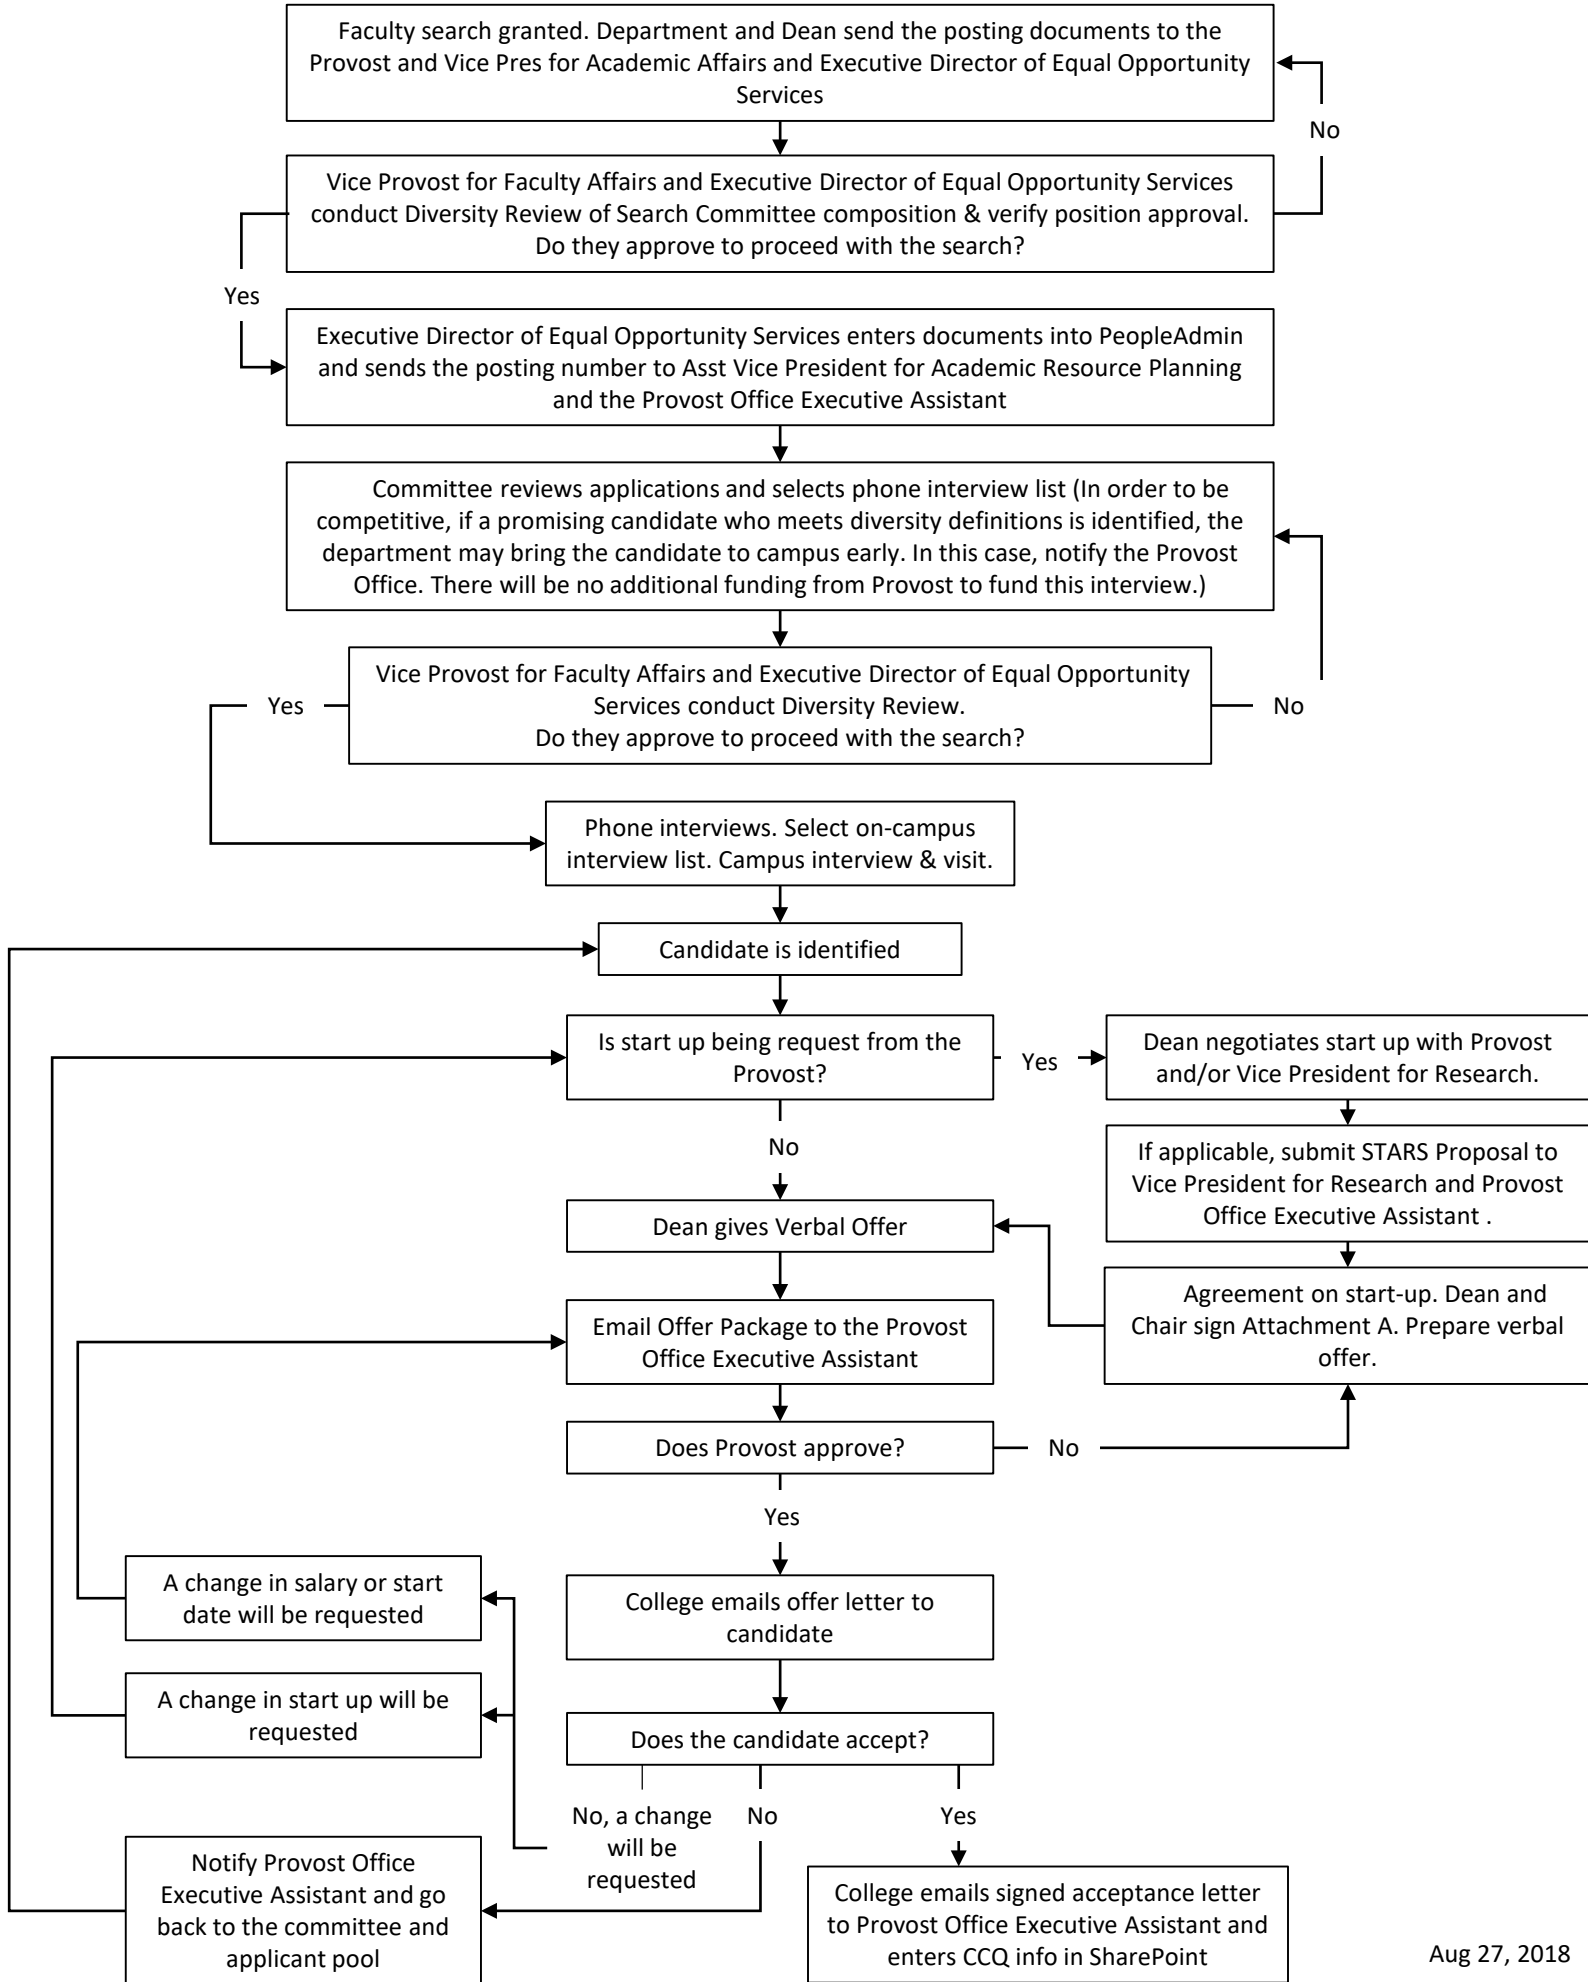 Faculty search granted. Department and Dean send the posting documents to the
Provost and Vice Pres for Academic Affairs and Executive Director of Equal Opportunity
Services
No
Vice Provost for Faculty Affairs and Executive Director of Equal Opportunity Services
conduct Diversity Review of Search Committee composition & verify position approval.
Do they approve to proceed with the search?
Yes
Executive Director of Equal Opportunity Services enters documents into PeopleAdmin
and sends the posting number to Asst Vice President for Academic Resource Planning
and the Provost Office Executive Assistant
Committee reviews applications and selects phone interview list (In order to be
competitive, if a promising candidate who meets diversity definitions is identified, the
department may bring the candidate to campus early. In this case, notify the Provost
Office. There will be no additional funding from Provost to fund this interview.)
Vice Provost for Faculty Affairs and Executive Director of Equal Opportunity
Services conduct Diversity Review.
Do they approve to proceed with the search?
Yes
No
Phone interviews. Select on-campus
interview list. Campus interview & visit.
Candidate is identified
Is start up being request from the
Provost?
Yes
Dean negotiates start up with Provost
and/or Vice President for Research.
No
If applicable, submit STARS Proposal to
Vice President for Research and Provost
Office Executive Assistant .
Dean gives Verbal Offer
Agreement on start-up. Dean and
Chair sign Attachment A. Prepare verbal
offer.
Email Offer Package to the Provost
Office Executive Assistant
Does Provost approve?
No
Yes
A change in salary or start
date will be requested
College emails offer letter to
candidate
A change in start up will be
requested
Does the candidate accept?
No, a change
will be
requested
No
Yes
Notify Provost Office
Executive Assistant and go
back to the committee and
applicant pool
College emails signed acceptance letter
to Provost Office Executive Assistant and
enters CCQ info in SharePoint
Aug 27, 2018